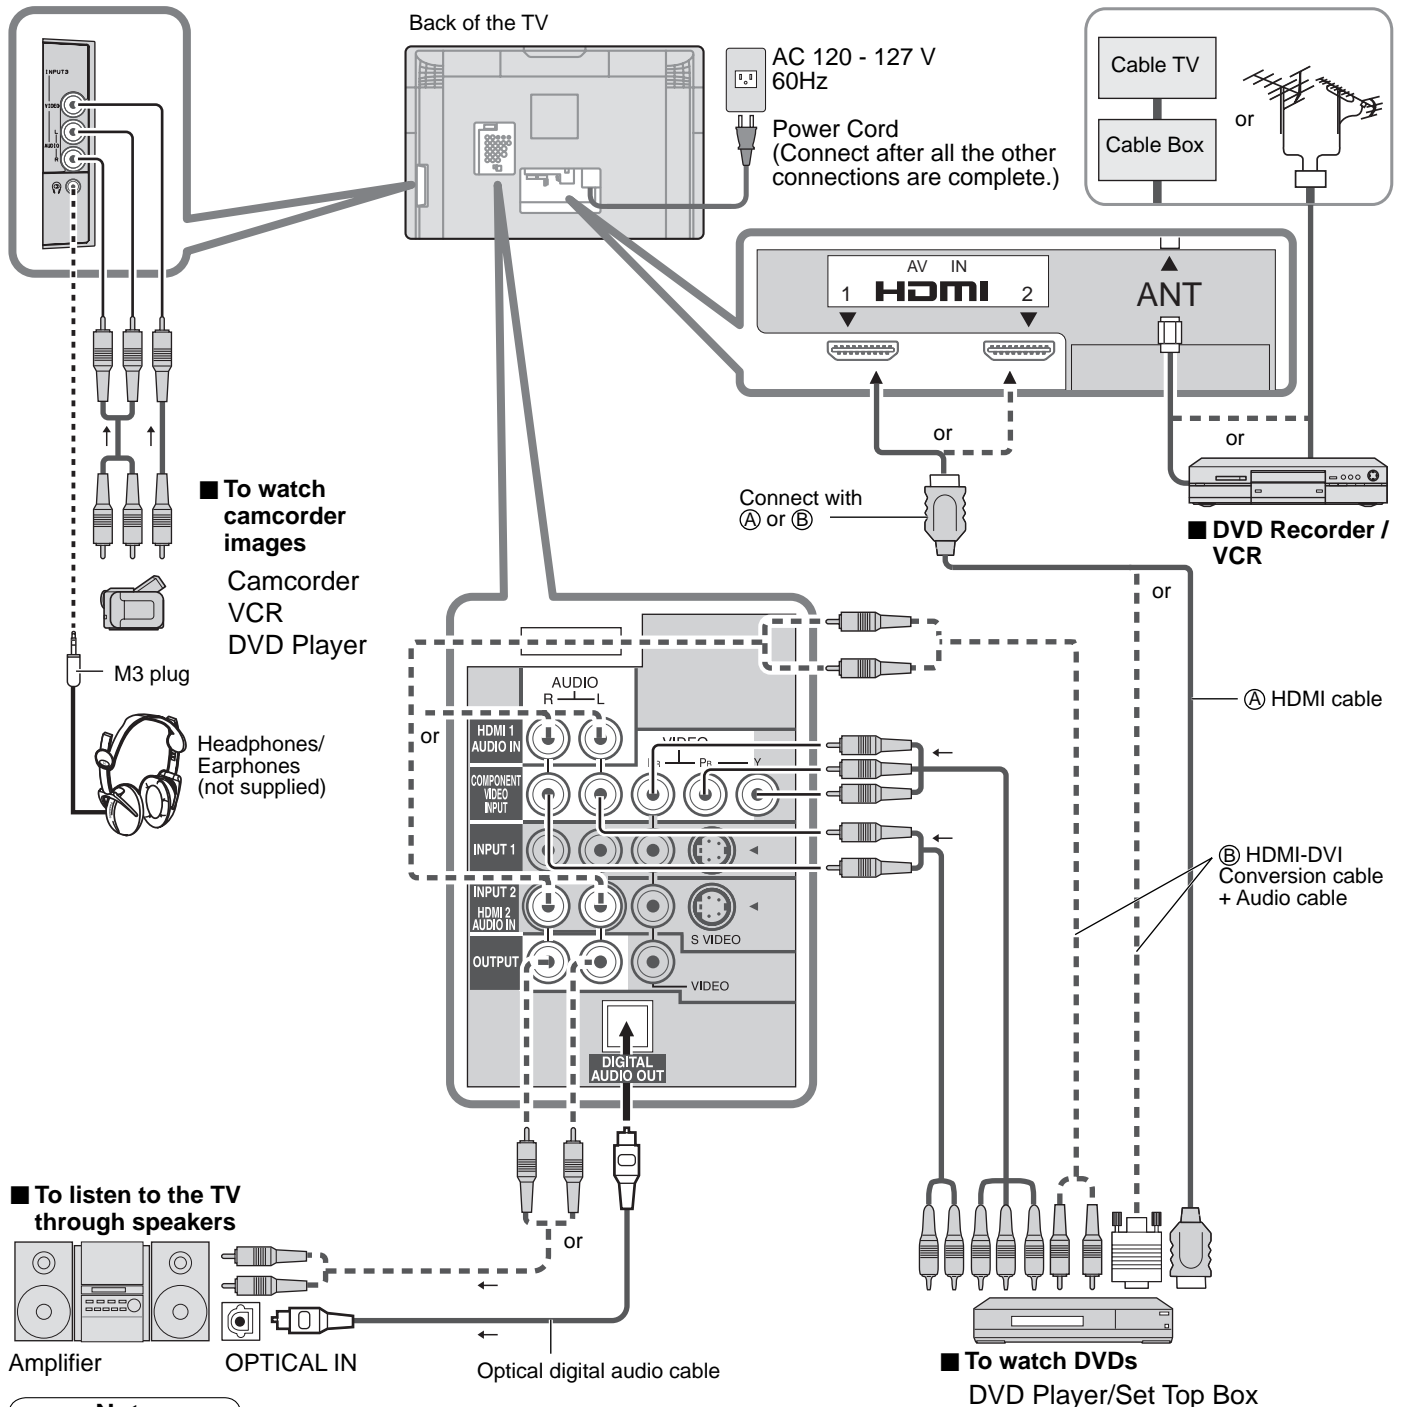 Back of the TV
AC 120 - 127 V
60Hz
Power Cord
(Connect after all the other
connections are complete.)
Cable TV
or
Cable Box
INPUT3
VIDEO
L
AUDIO
R
AV IN
1 HDMI 2
ANT
or
or
Connect with
Ⓐ or Ⓑ
■ DVD Recorder /
VCR
■ To watch
camcorder
images
Camcorder
VCR
DVD Player
M3 plug
Headphones/
Earphones
(not supplied)
or
Ⓐ HDMI cable
AUDIO
R L
or
HDMI 1
AUDIO IN
PB Y
COMPONENT
VIDEO
INPUT
INPUT 1
INPUT 2
HDMI 2
AUDIO IN
S VIDEO
OUTPUT
VIDEO
DIGITAL
AUDIO OUT
Ⓑ HDMI-DVI
Conversion cable
+ Audio cable
■ To listen to the TV
through speakers
or
Amplifier
OPTICAL IN
Optical digital audio cable
■ To watch DVDs
DVD Player/Set Top Box